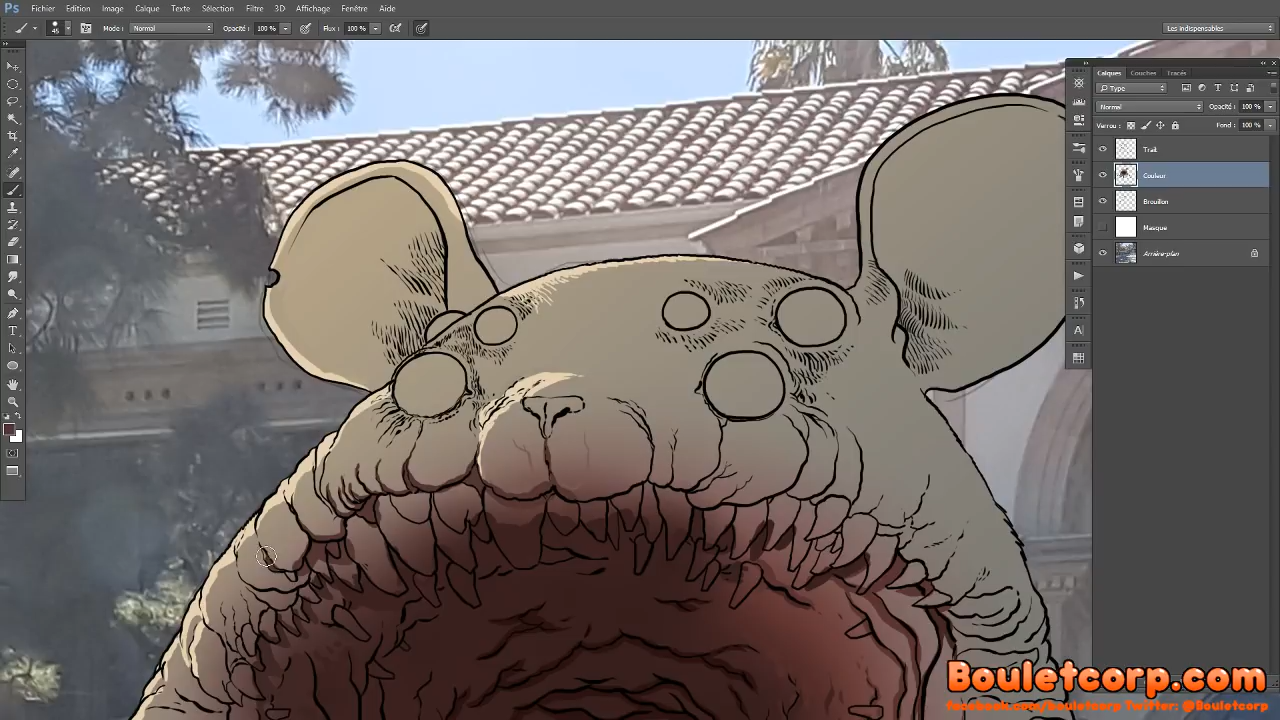 Ps Fichier Edition Image Calque Texte Sélection Filtre 3D Affichage Fenêtre Aide
45 Mode : Normal Opacité : 100 % Flux : 100 % Les indispensables
Calques Couches Tracés
Type
Normal Opacité : 100 %
Verrou : Fond : 100 %
Trait
Couleur
Brouillon
Masque
Arrière-plan
Bouletcorp.com
facebook.com/bouletcorp Twitter: @Bouletcorp